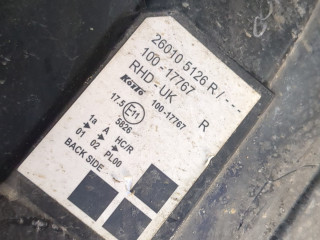 26010 5126 R / - - -
100 - 17767
RHD - UK
Koito 100-17767 R
17.5 E11 5826
1a A HC/R
01 02 PL00
BACK SIDE